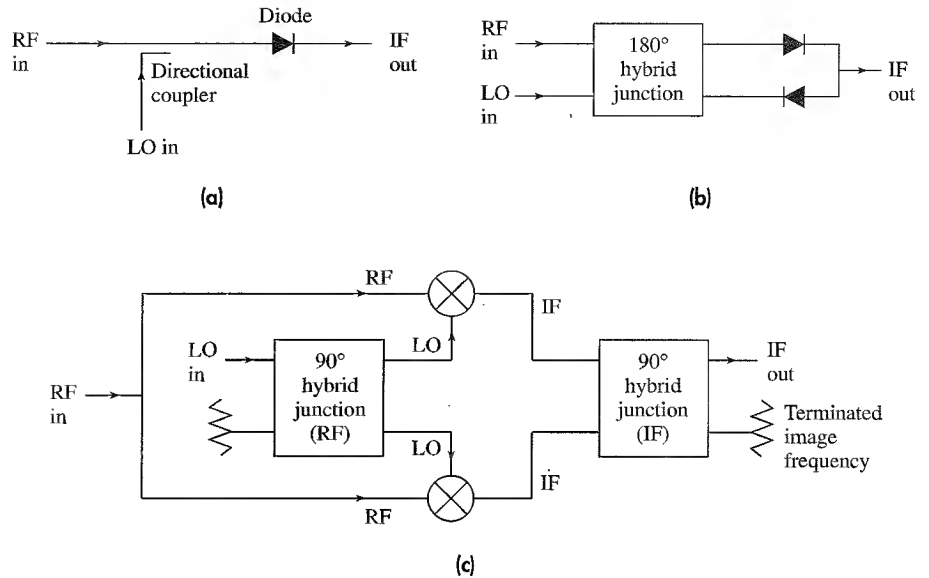 RF
in
Diode
Directional
coupler
LO in
IF
out
(a)
RF
in
LO
in
180°
hybrid
junction
IF
out
(b)
RF
in
RF
LO
in
90°
hybrid
junction
(RF)
LO
LO
RF
IF
IF
90°
hybrid
junction
(IF)
IF
out
Terminated
image
frequency
(c)